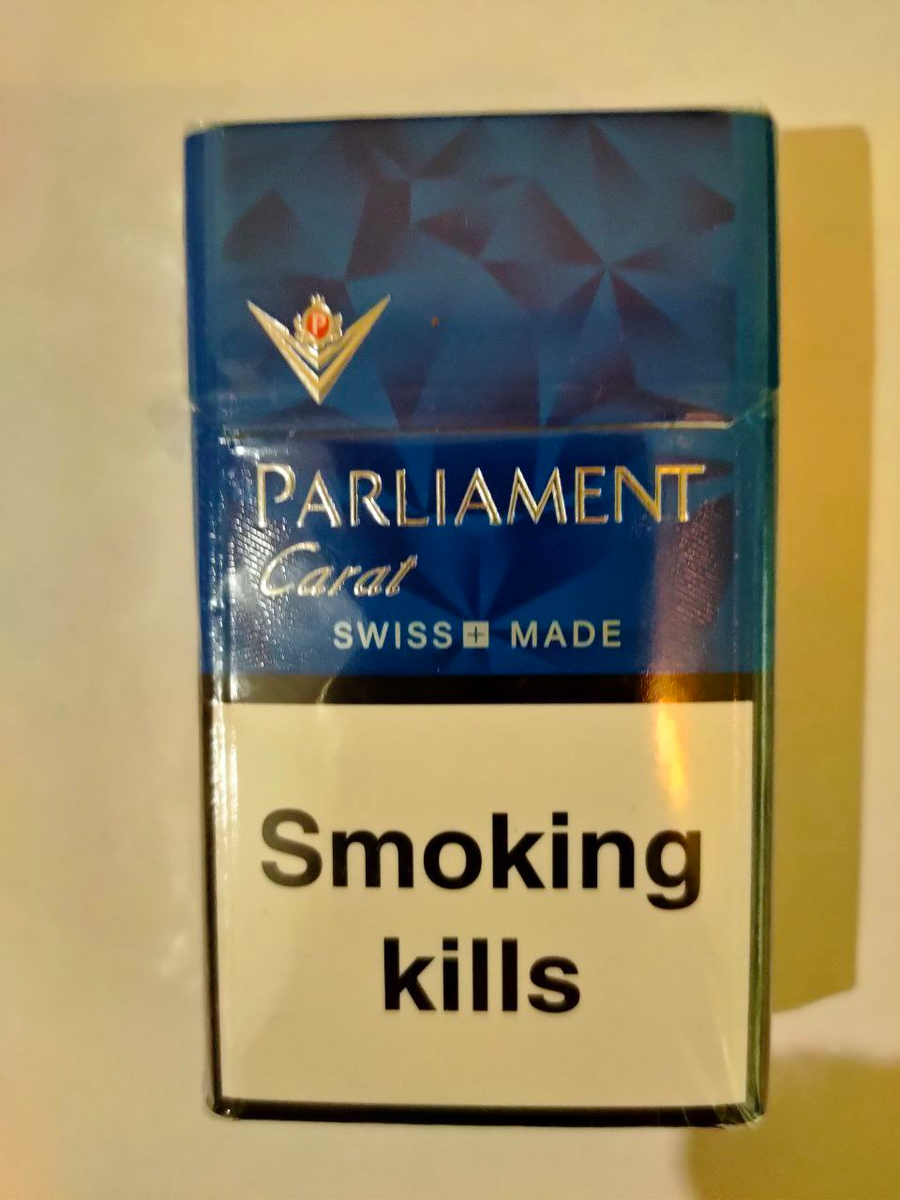 P
PARLIAMENT
Carat
SWISS MADE
Smoking
kills